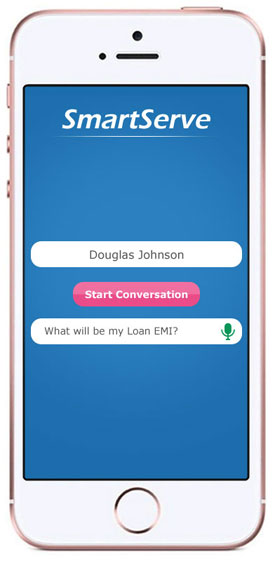 SmartServe
Douglas Johnson
Start Conversation
What will be my Loan EMI?